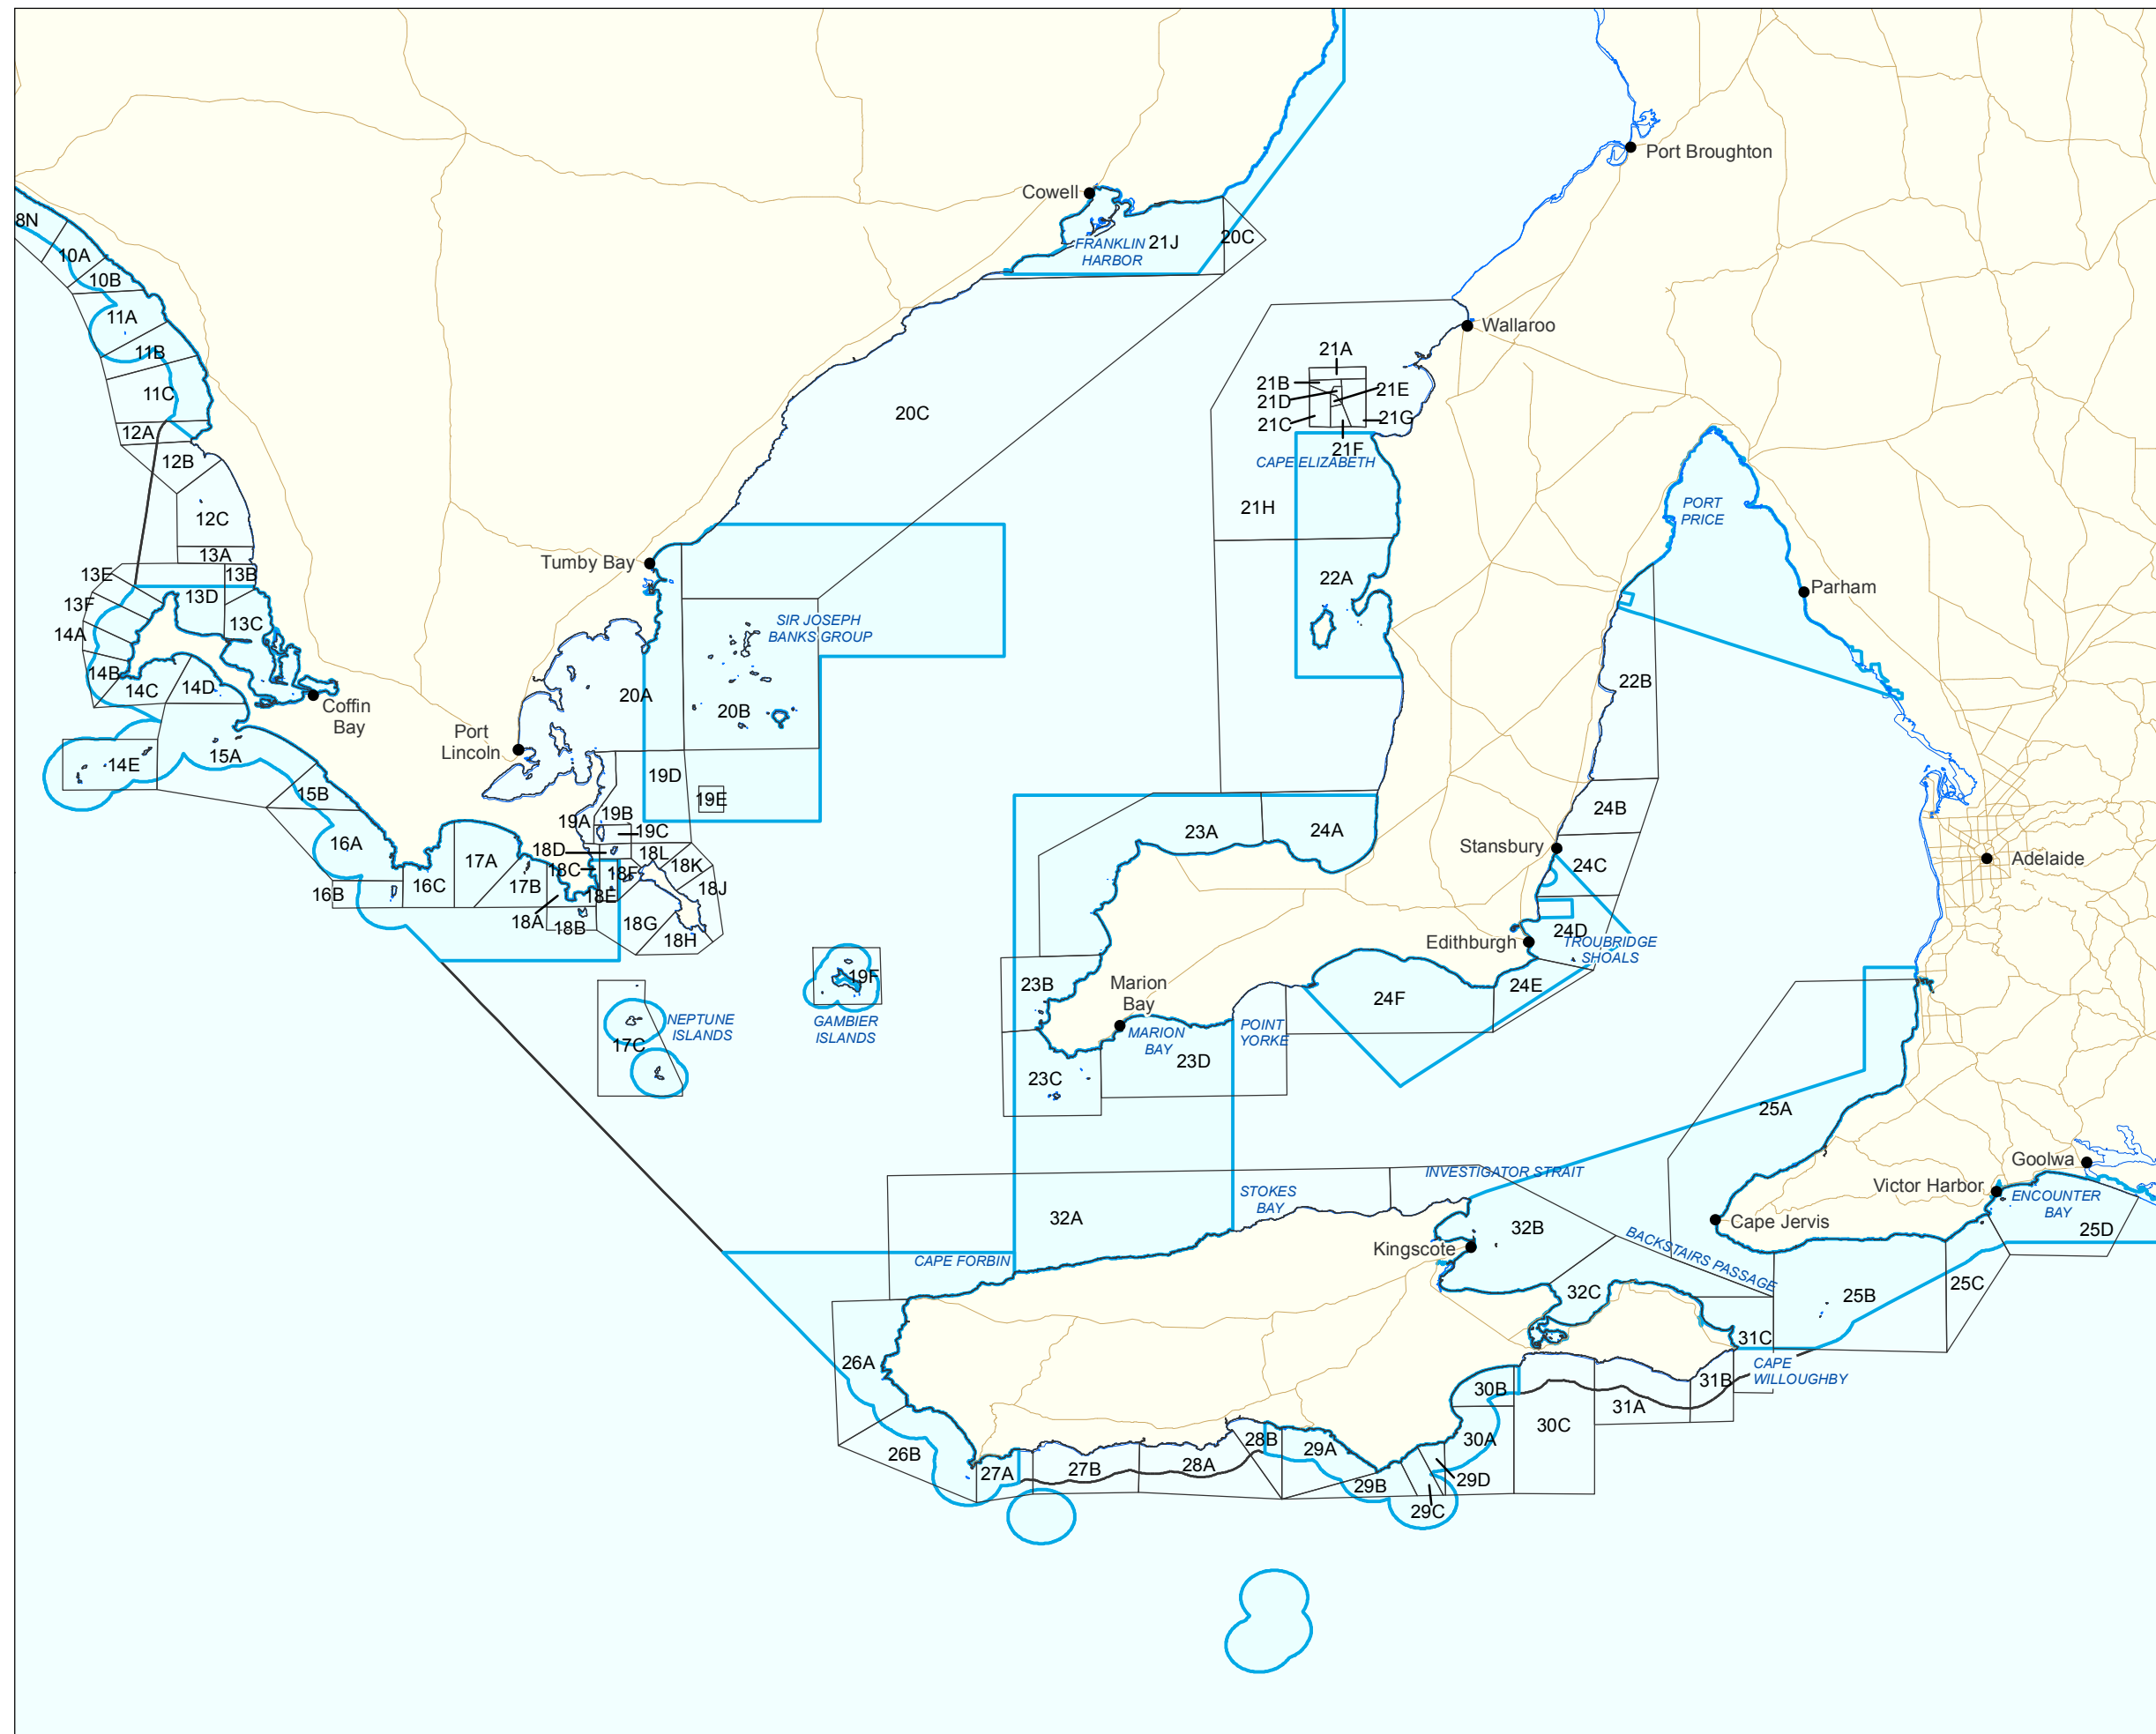 Port Broughton
Cowell
8N
FRANKLIN
HARBOR
21J
20C
10A
10B
11A
Wallaroo
21A
11B
21B
21E
11C
21D
20C
21C
21G
12A
21F
12B
CAPE ELIZABETH
21H
PORT
PRICE
12C
13A
Tumby Bay
13E
13B
22A
Parham
13D
13F
13C
SIR JOSEPH
BANKS GROUP
14A
14B
14C
14D
20A
22B
Coffin
Bay
20B
Port
Lincoln
15A
14E
19D
15B
19E
19B
24B
19A
19C
23A
24A
16A
18D
18L
Stansbury
Adelaide
17A
18C
18F
18K
24C
16B
16C
17B
18E
18J
18A
18B
18G
18H
24D
Edithburgh
TROUBRIDGE
SHOALS
19F
23B
Marion
Bay
24E
24F
NEPTUNE
ISLANDS
GAMBIER
ISLANDS
POINT
YORKE
MARION
BAY
17C
23D
23C
25A
Goolwa
INVESTIGATOR STRAIT
Victor Harbor
STOKES
BAY
ENCOUNTER
BAY
32A
Cape Jervis
32B
25D
Kingscote
BACKSTAIRS PASSAGE
CAPE FORBIN
25C
32C
25B
31C
26A
CAPE
WILLOUGHBY
30B
31B
31A
30C
28B
29A
30A
26B
27A
27B
28A
29D
29B
29C